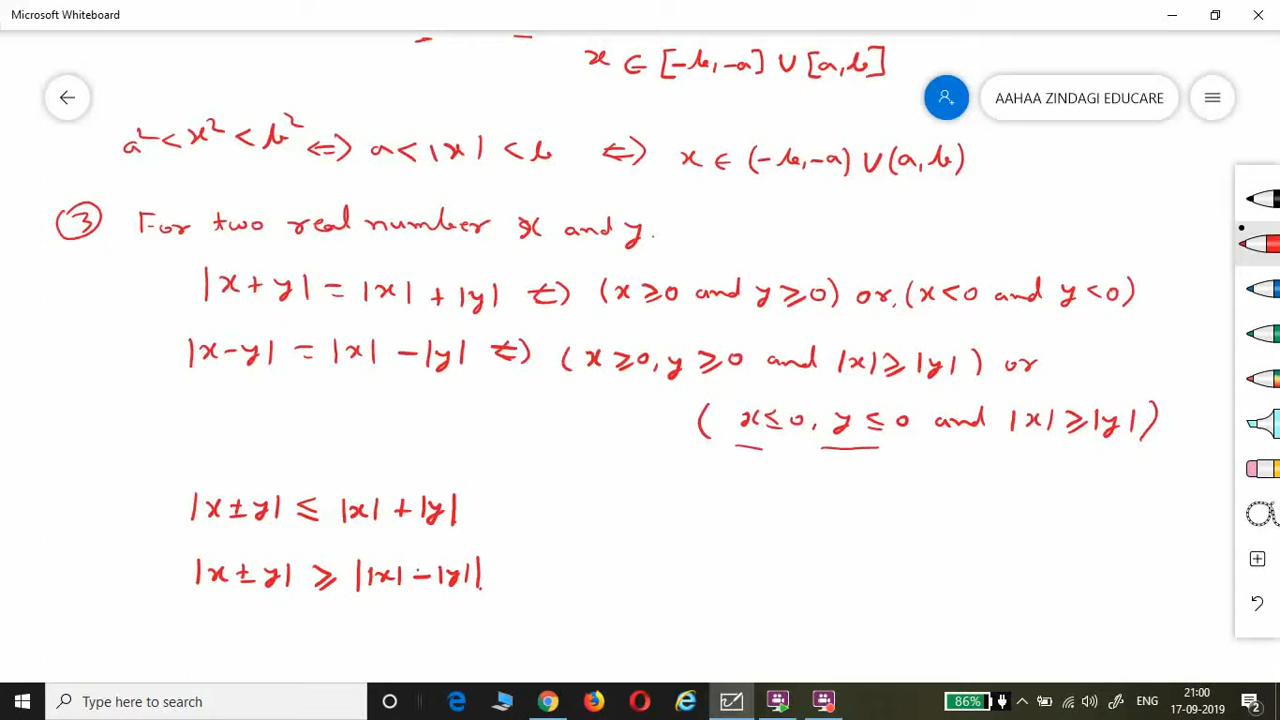 Microsoft Whiteboard
x ∈ [-b,-a] ∪ [a,b]
AAHAA ZINDAGI EDUCARE
a² < x² < b² ⇔ a < |x| < b ⇔ x ∈ (-b,-a) ∪ (a,b)
③ For two real number x and y.
|x+y| = |x| + |y| ⇔ (x ≥ 0 and y ≥ 0) or, (x < 0 and y < 0)
|x-y| = |x| - |y| ⇔ (x ≥ 0, y ≥ 0 and |x| ≥ |y|) or
( x ≤ 0, y ≤ 0 and |x| ≥ |y|)
|x ± y| ≤ |x| + |y|
|x ± y| ≥ ||x| - |y||
Type here to search
86%
ENG
21:00
17-09-2019
2